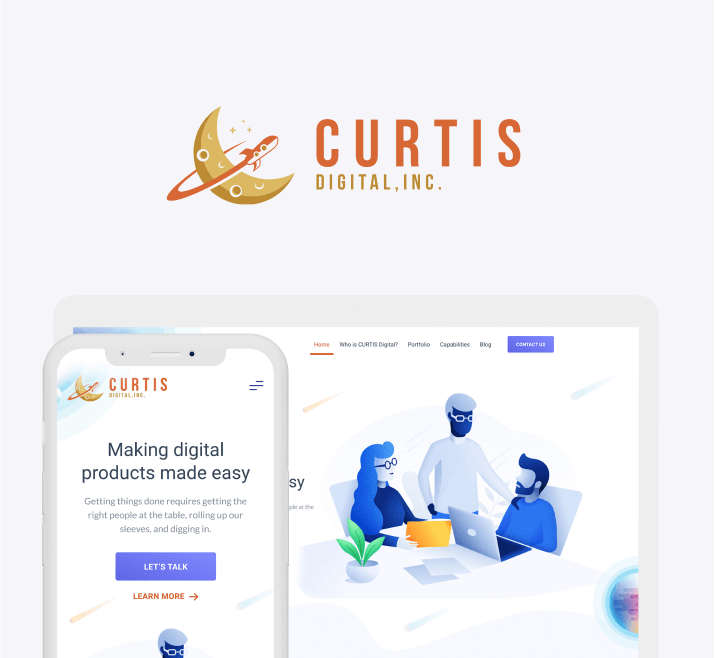 CURTIS
DIGITAL,INC.
Home Who is CURTIS Digital? Portfolio Capabilities Blog CONTACT US
CURTIS
DIGITAL,INC.
Making digital
products made easy
Getting things done requires getting the
right people at the table, rolling up our
sleeves, and digging in.
LET'S TALK
LEARN MORE
sy
ple at the